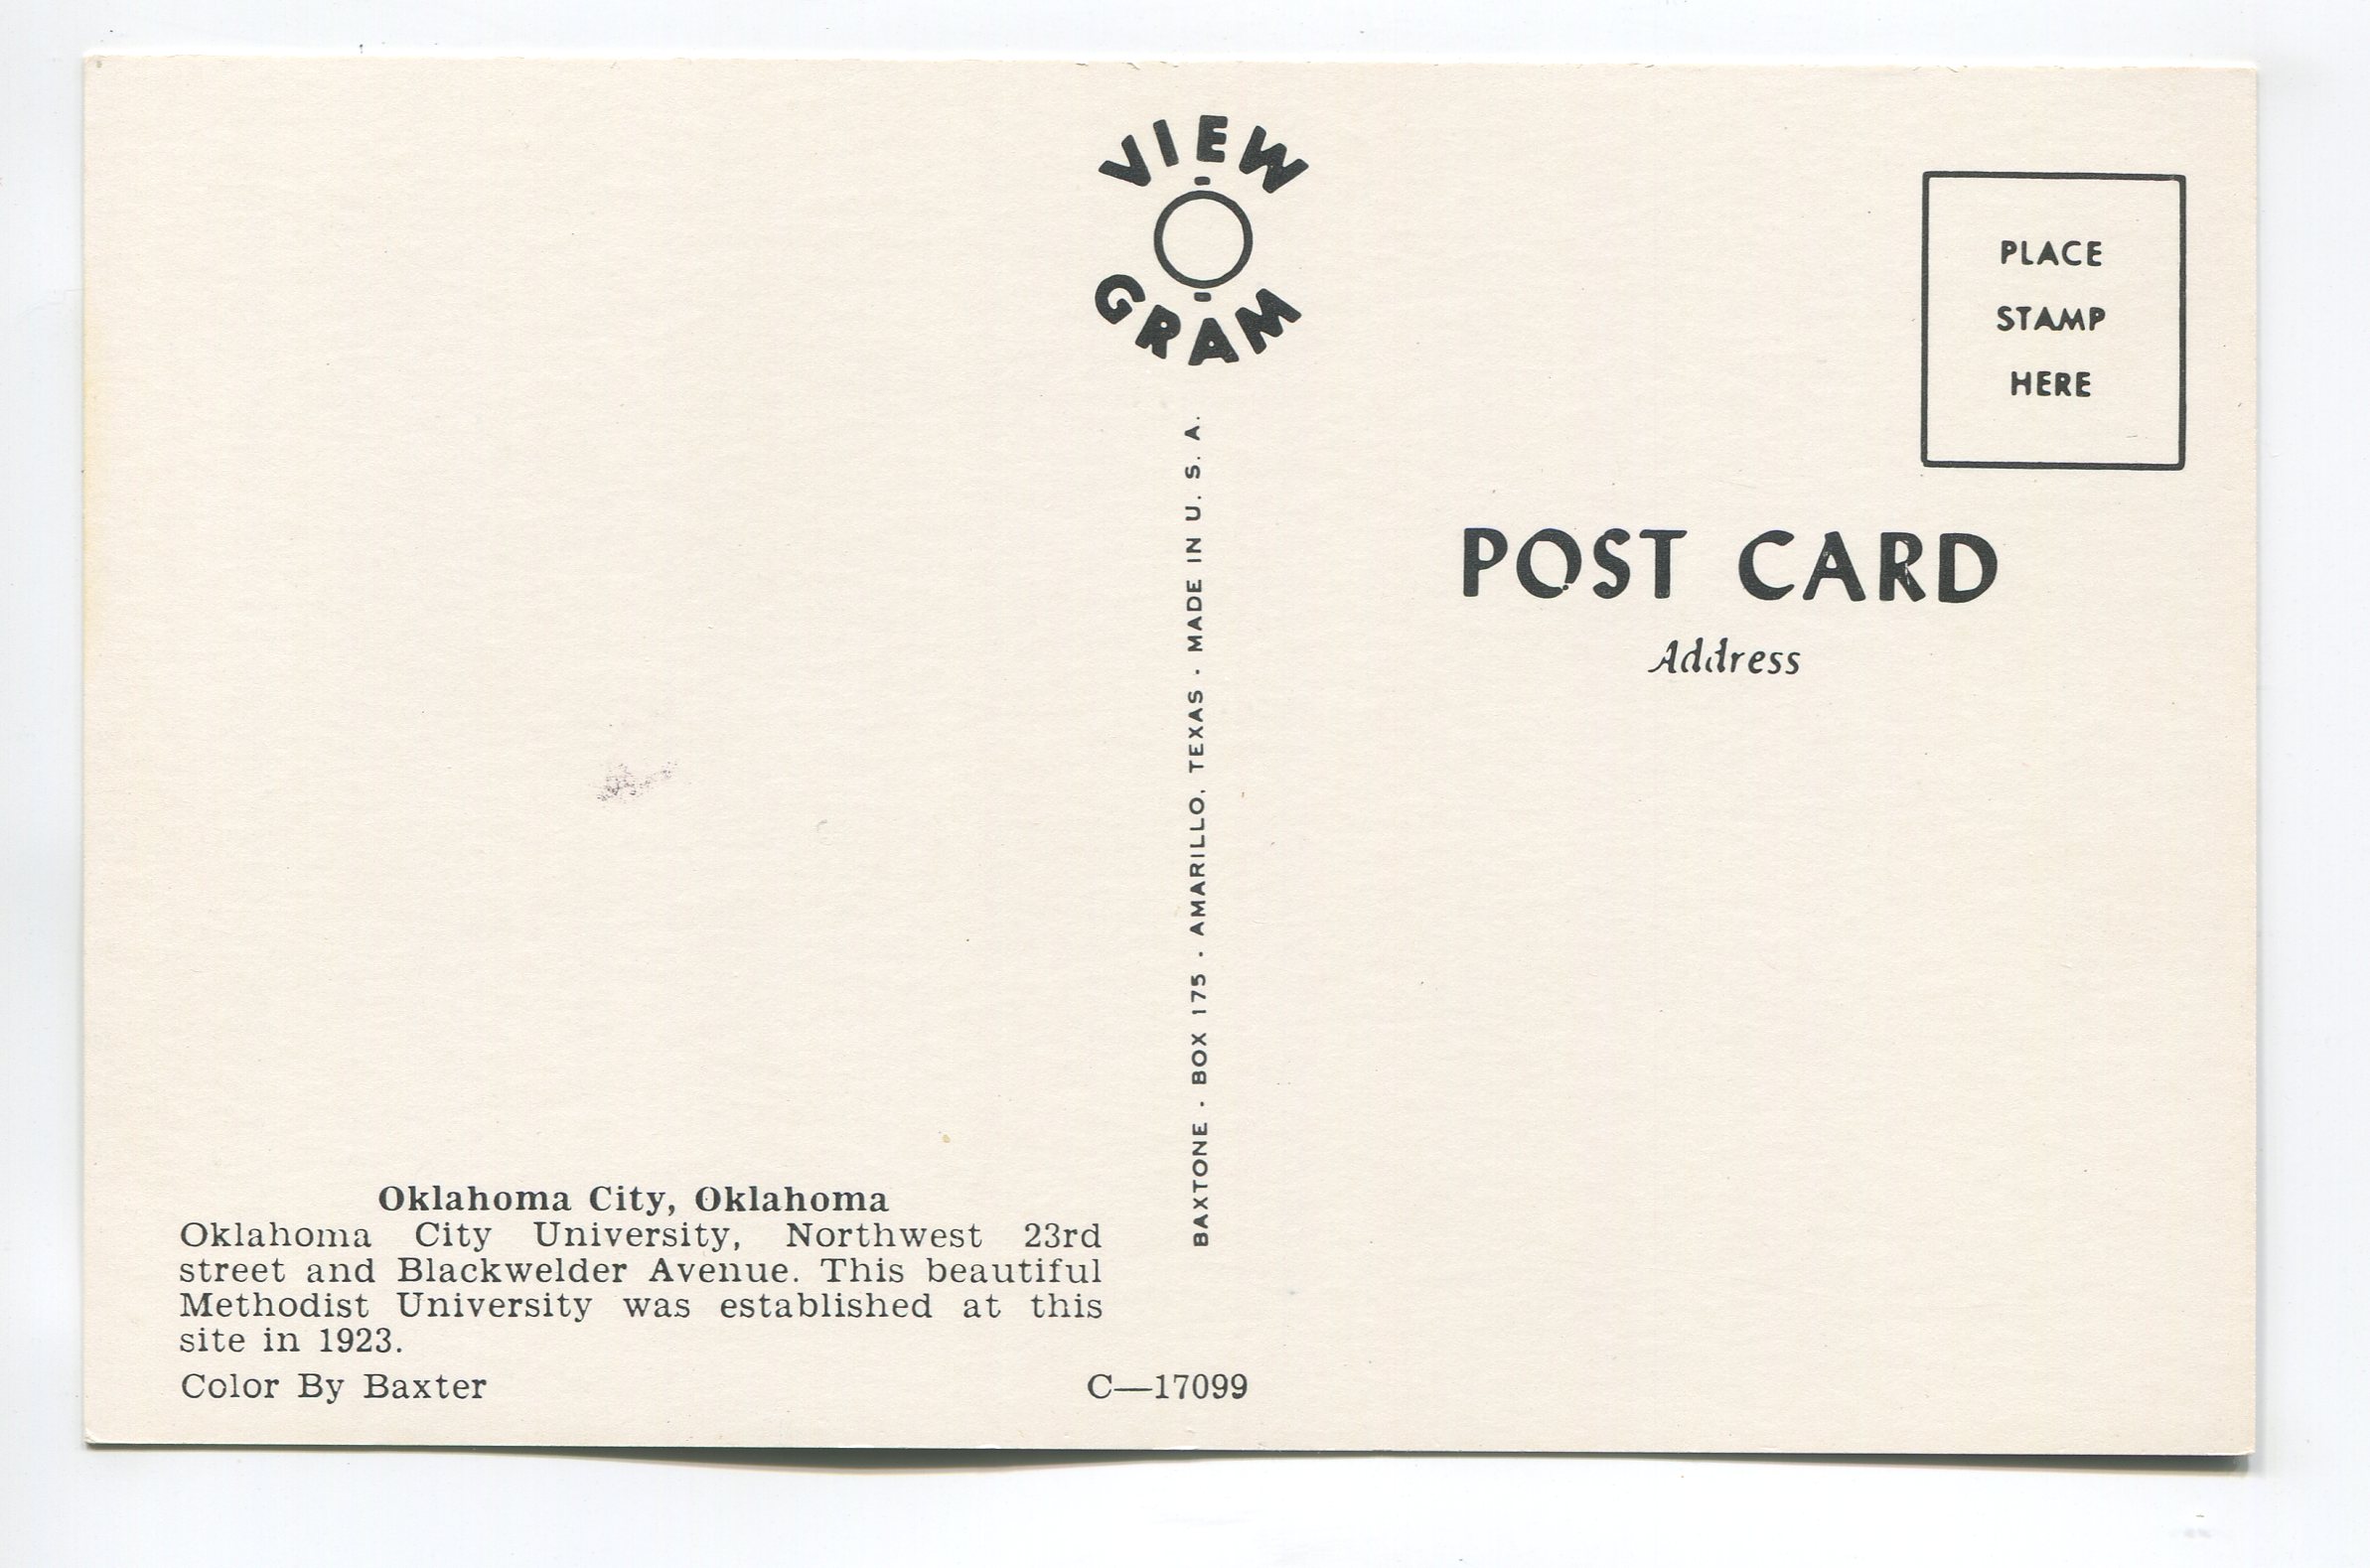 VIEW
GRAM
PLACE
STAMP
HERE
POST CARD
Address
BAXTONE · BOX 175 · AMARILLO, TEXAS · MADE IN U. S. A.
Oklahoma City, Oklahoma
Oklahoma City University, Northwest 23rd
street and Blackwelder Avenue. This beautiful
Methodist University was established at this
site in 1923.
Color By Baxter
C—17099